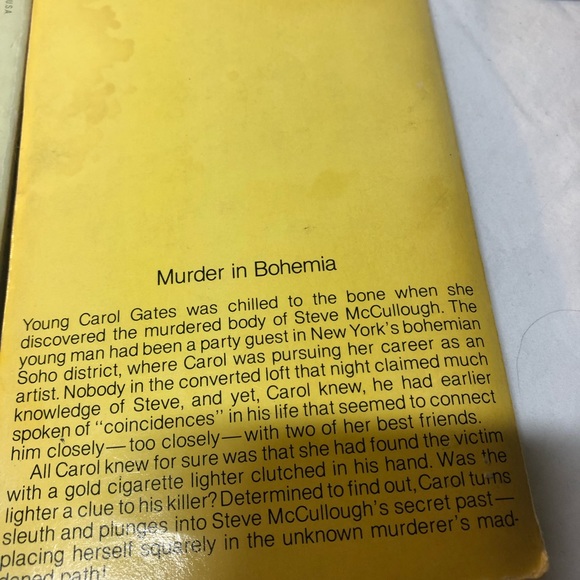 USA
Murder in Bohemia
Young Carol Gates was chilled to the bone when she
discovered the murdered body of Steve McCullough. The
young man had been a party guest in New York's bohemian
Soho district, where Carol was pursuing her career as an
artist. Nobody in the converted loft that night claimed much
knowledge of Steve, and yet, Carol knew, he had earlier
spoken of "coincidences" in his life that seemed to connect
him closely—too closely—with two of her best friends.
All Carol knew for sure was that she had found the victim
with a gold cigarette lighter clutched in his hand. Was the
lighter a clue to his killer? Determined to find out, Carol turns
sleuth and plunges into Steve McCullough's secret past—
placing herself squarely in the unknown murderer's mad-
dened path!